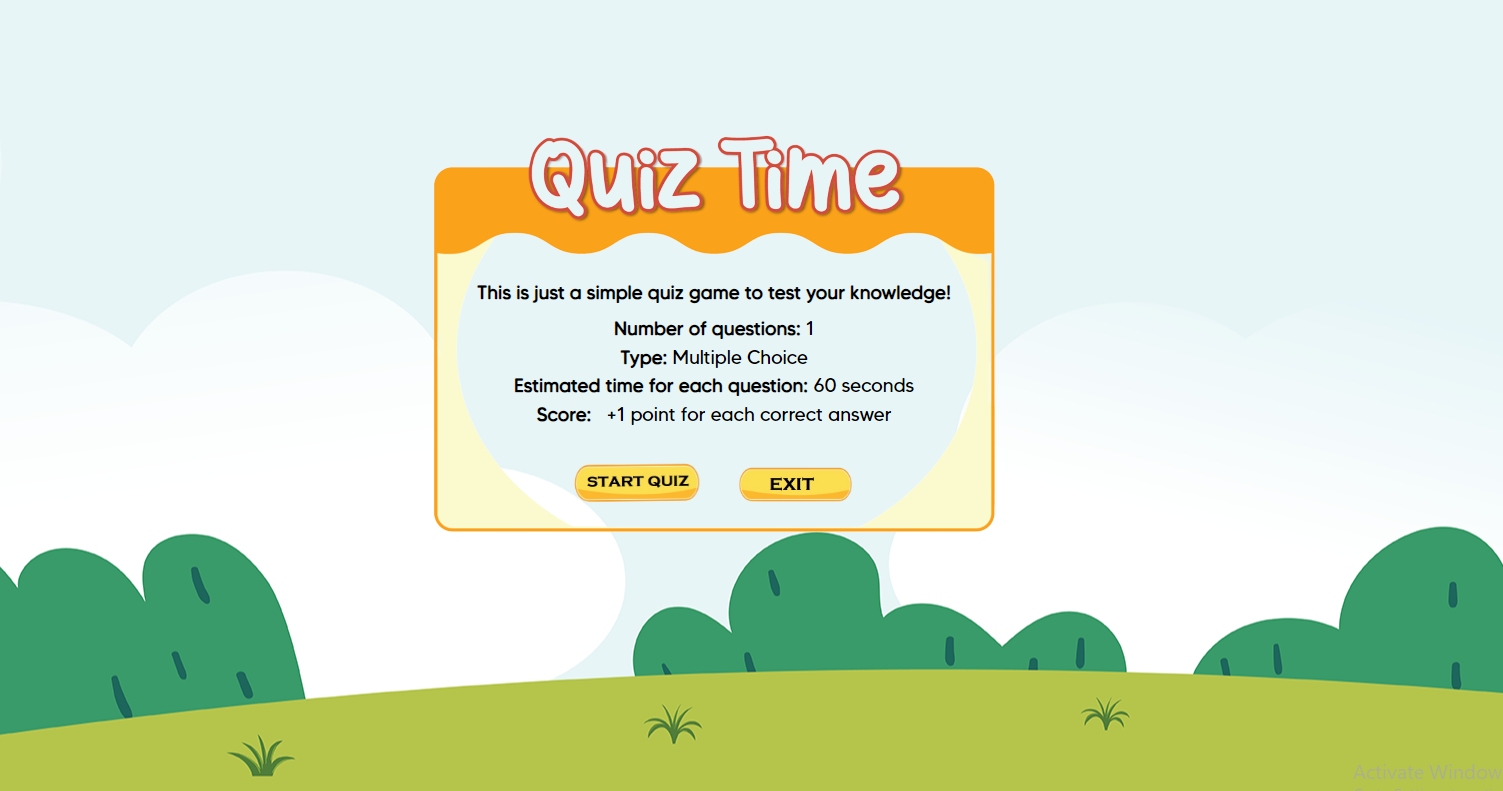 Quiz Time
This is just a simple quiz game to test your knowledge!
Number of questions: 1
Type: Multiple Choice
Estimated time for each question: 60 seconds
Score: +1 point for each correct answer
START QUIZ
EXIT
Activate Window